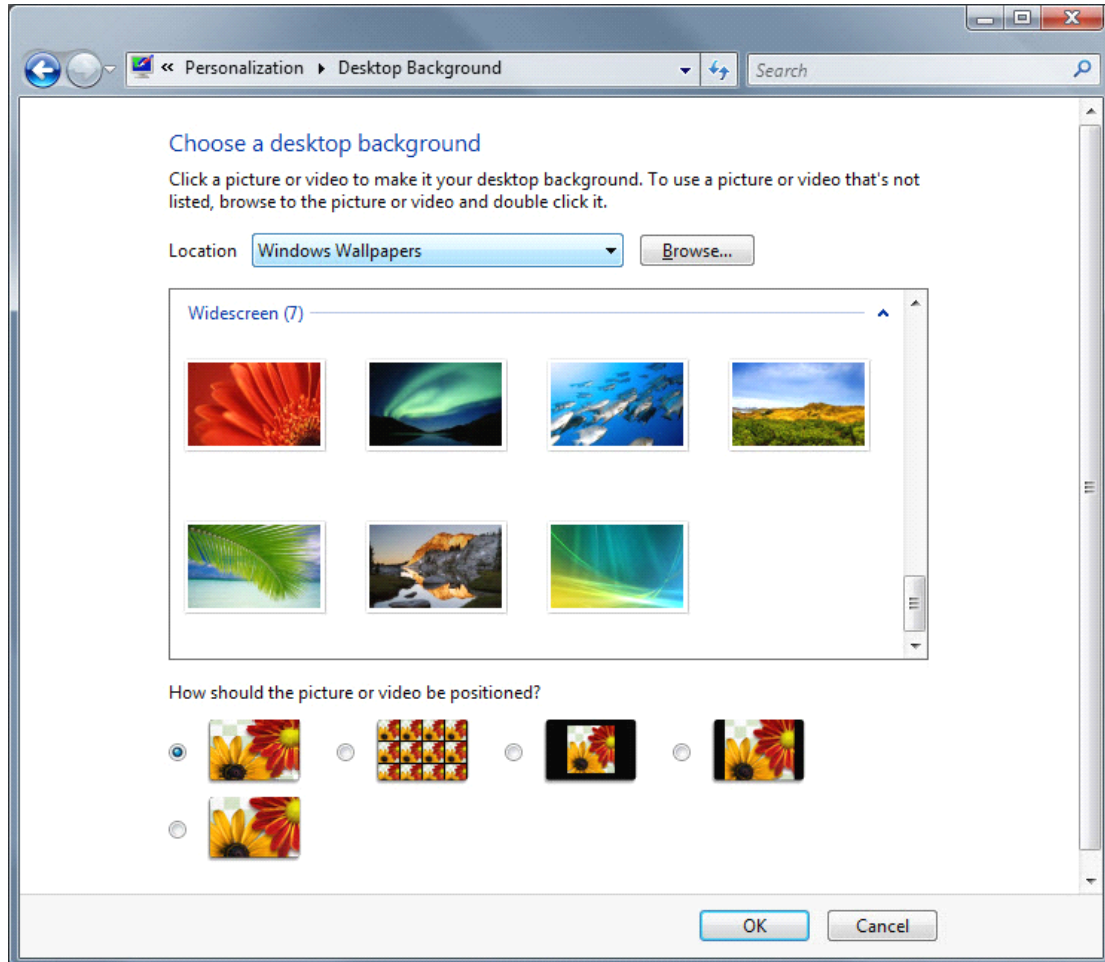 « Personalization ▸ Desktop Background
Search
Choose a desktop background
Click a picture or video to make it your desktop background. To use a picture or video that's not
listed, browse to the picture or video and double click it.
Location Windows Wallpapers Browse...
Widescreen (7)
How should the picture or video be positioned?
OK Cancel